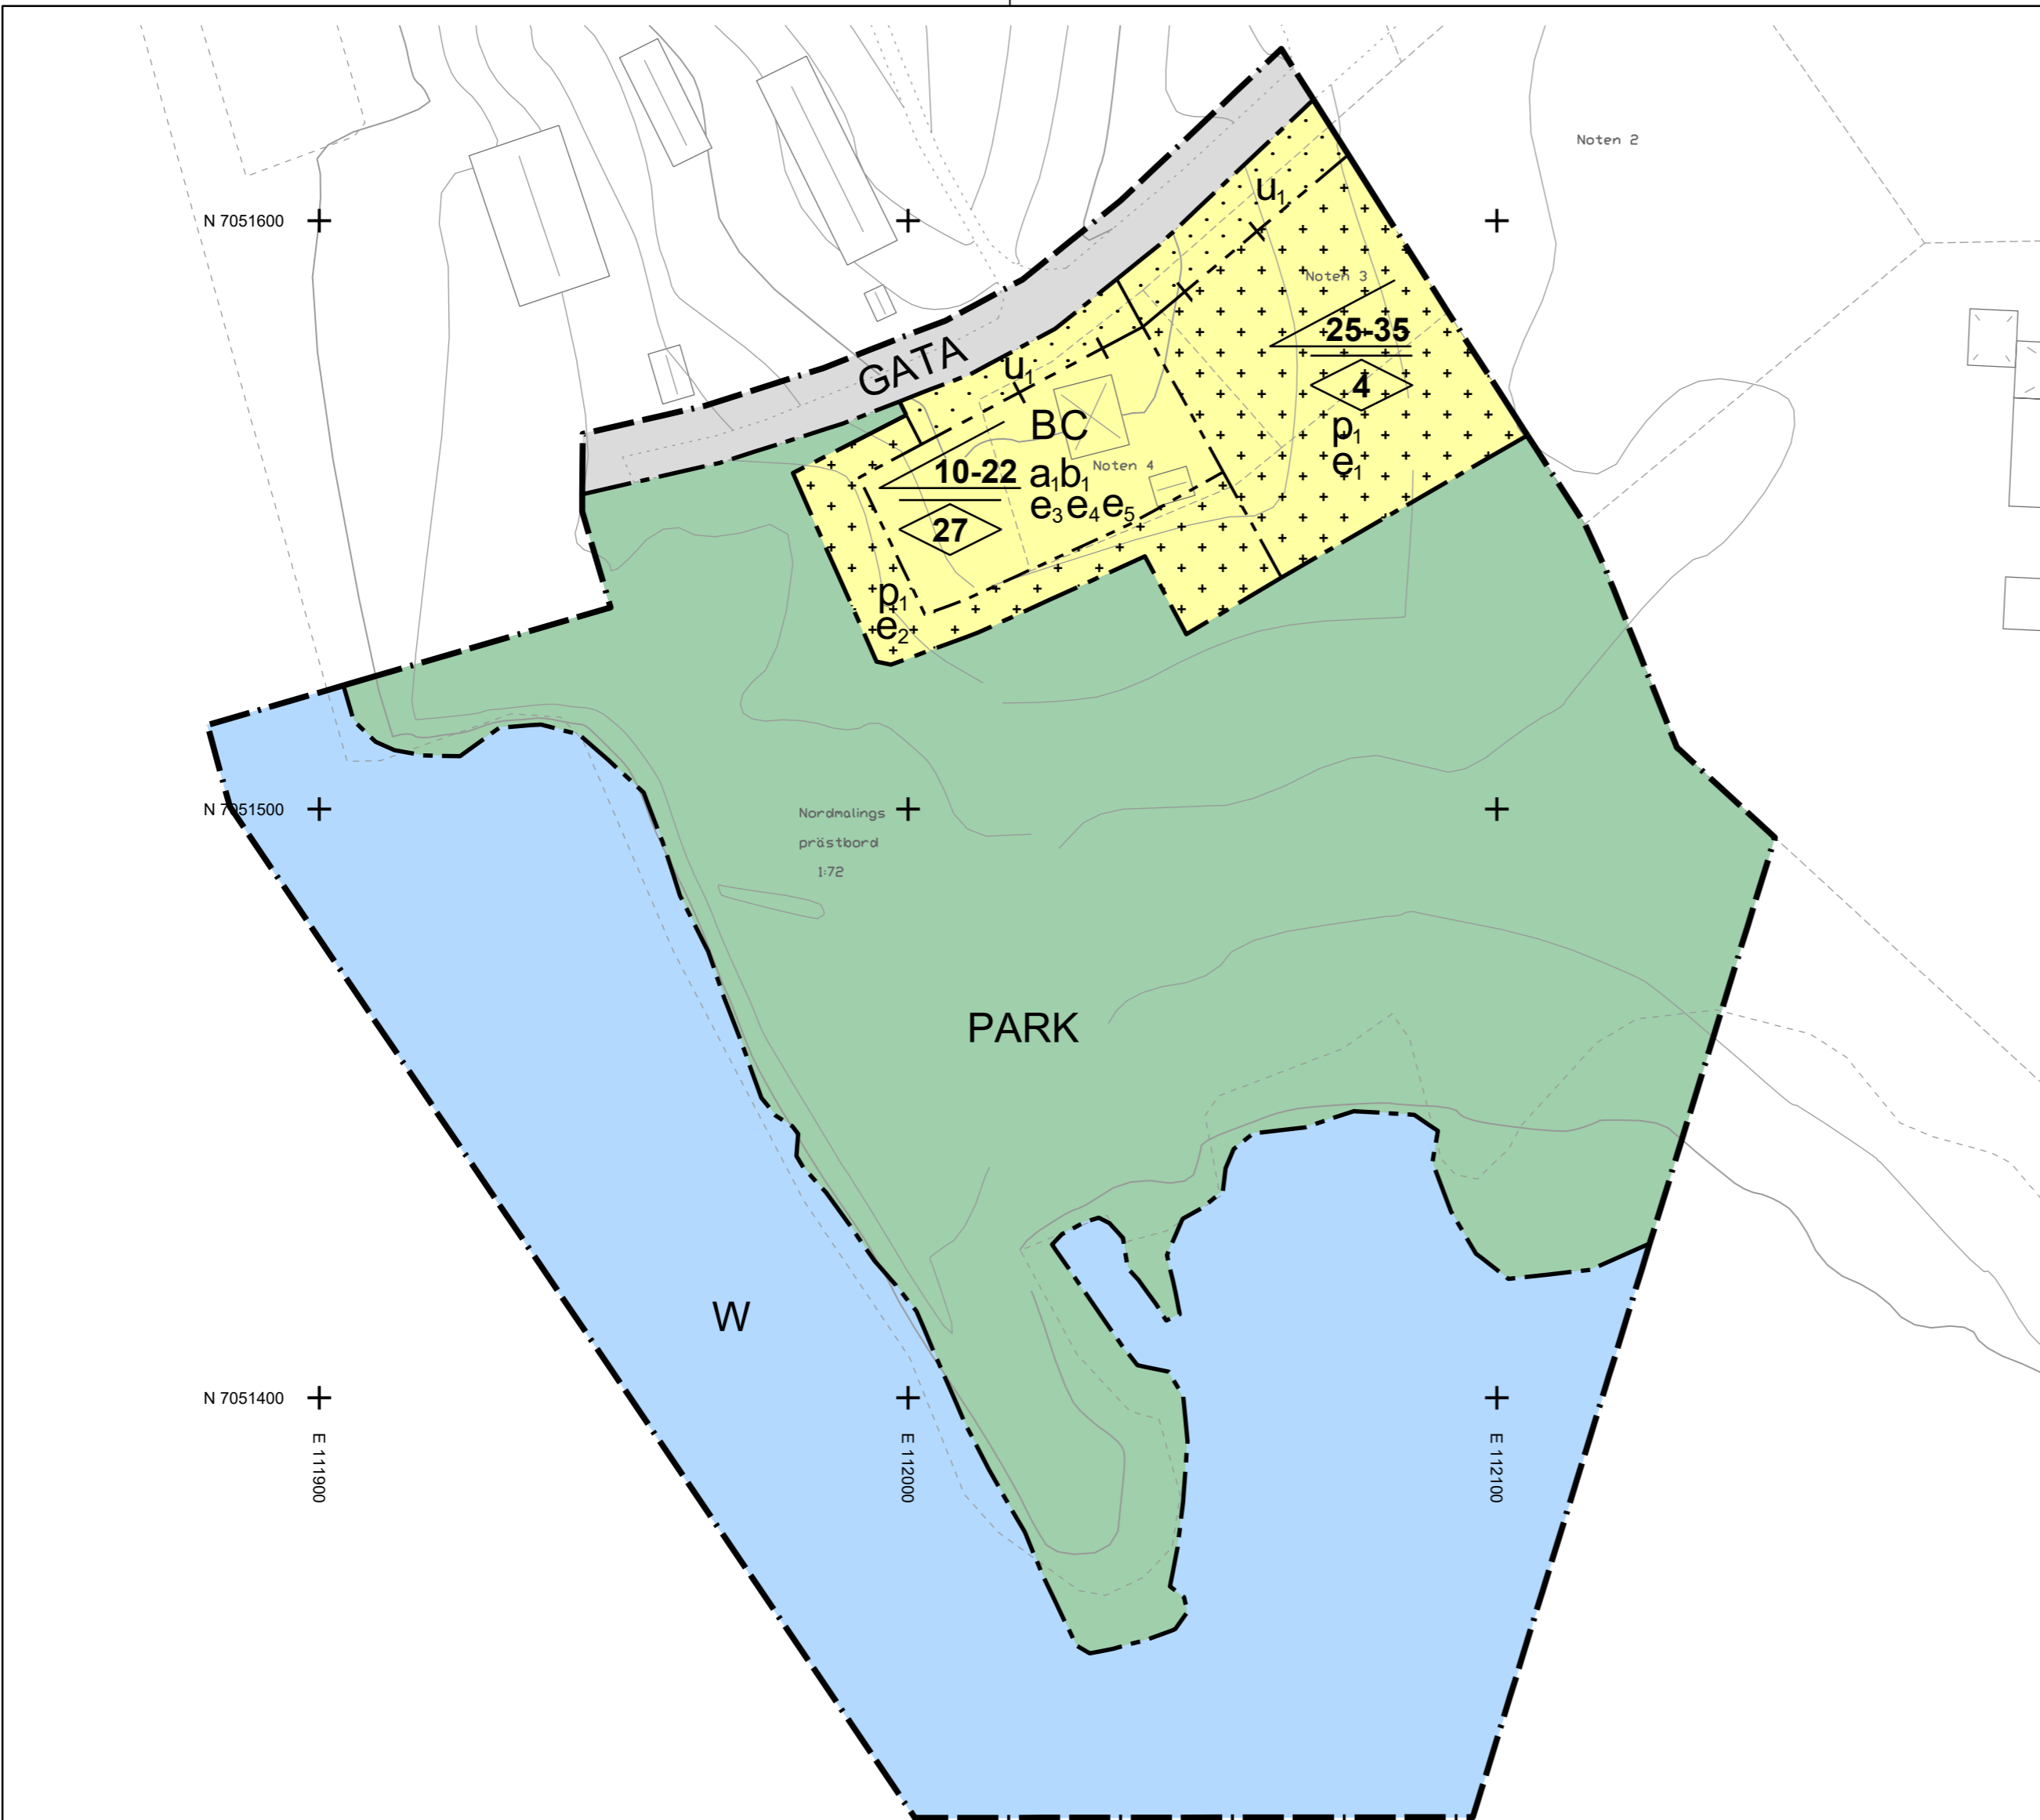 Noten 2
u1
N 7051600
Noten 3
25-35
GATA
u1
4
BC
p1
e1
Noten 4
10-22 a1b1
e3e4e5
27
p1
e2
N 7051500
Nordmalings
prästbord
1:72
PARK
W
N 7051400
E 111900
E 112000
E 112100